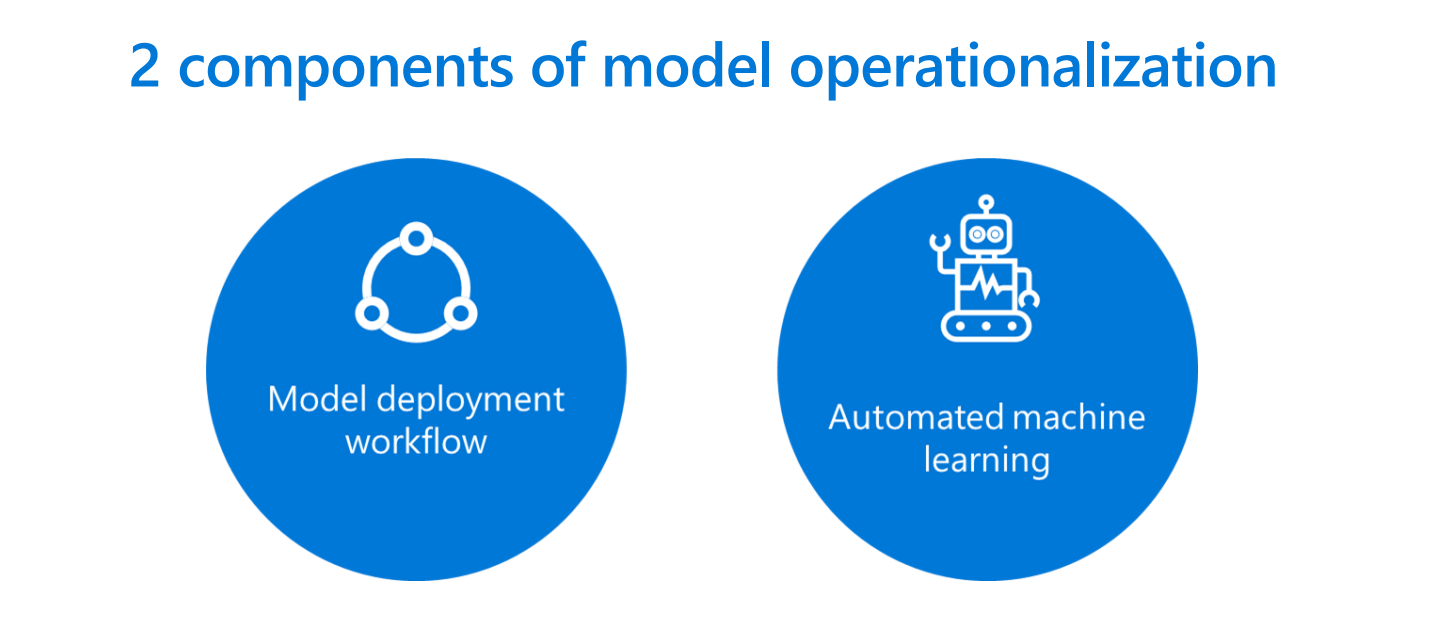 2 components of model operationalization
Model deployment
workflow
Automated machine
learning